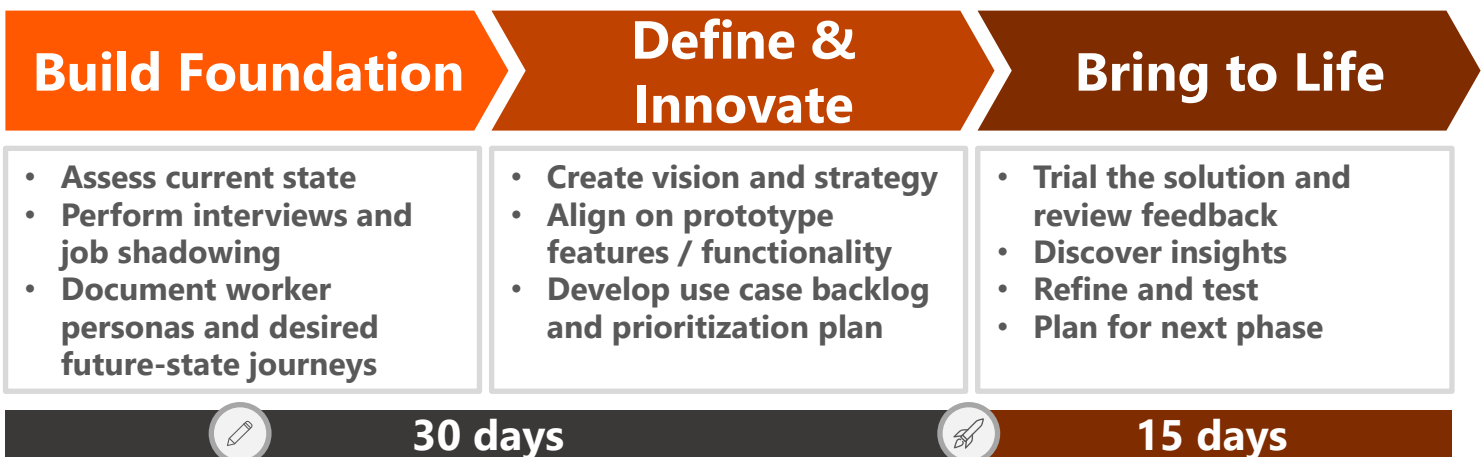 Build Foundation
Define &
Innovate
Bring to Life
• Assess current state
• Perform interviews and
job shadowing
• Document worker
personas and desired
future-state journeys
• Create vision and strategy
• Align on prototype
features / functionality
• Develop use case backlog
and prioritization plan
• Trial the solution and
review feedback
• Discover insights
• Refine and test
• Plan for next phase
30 days
15 days